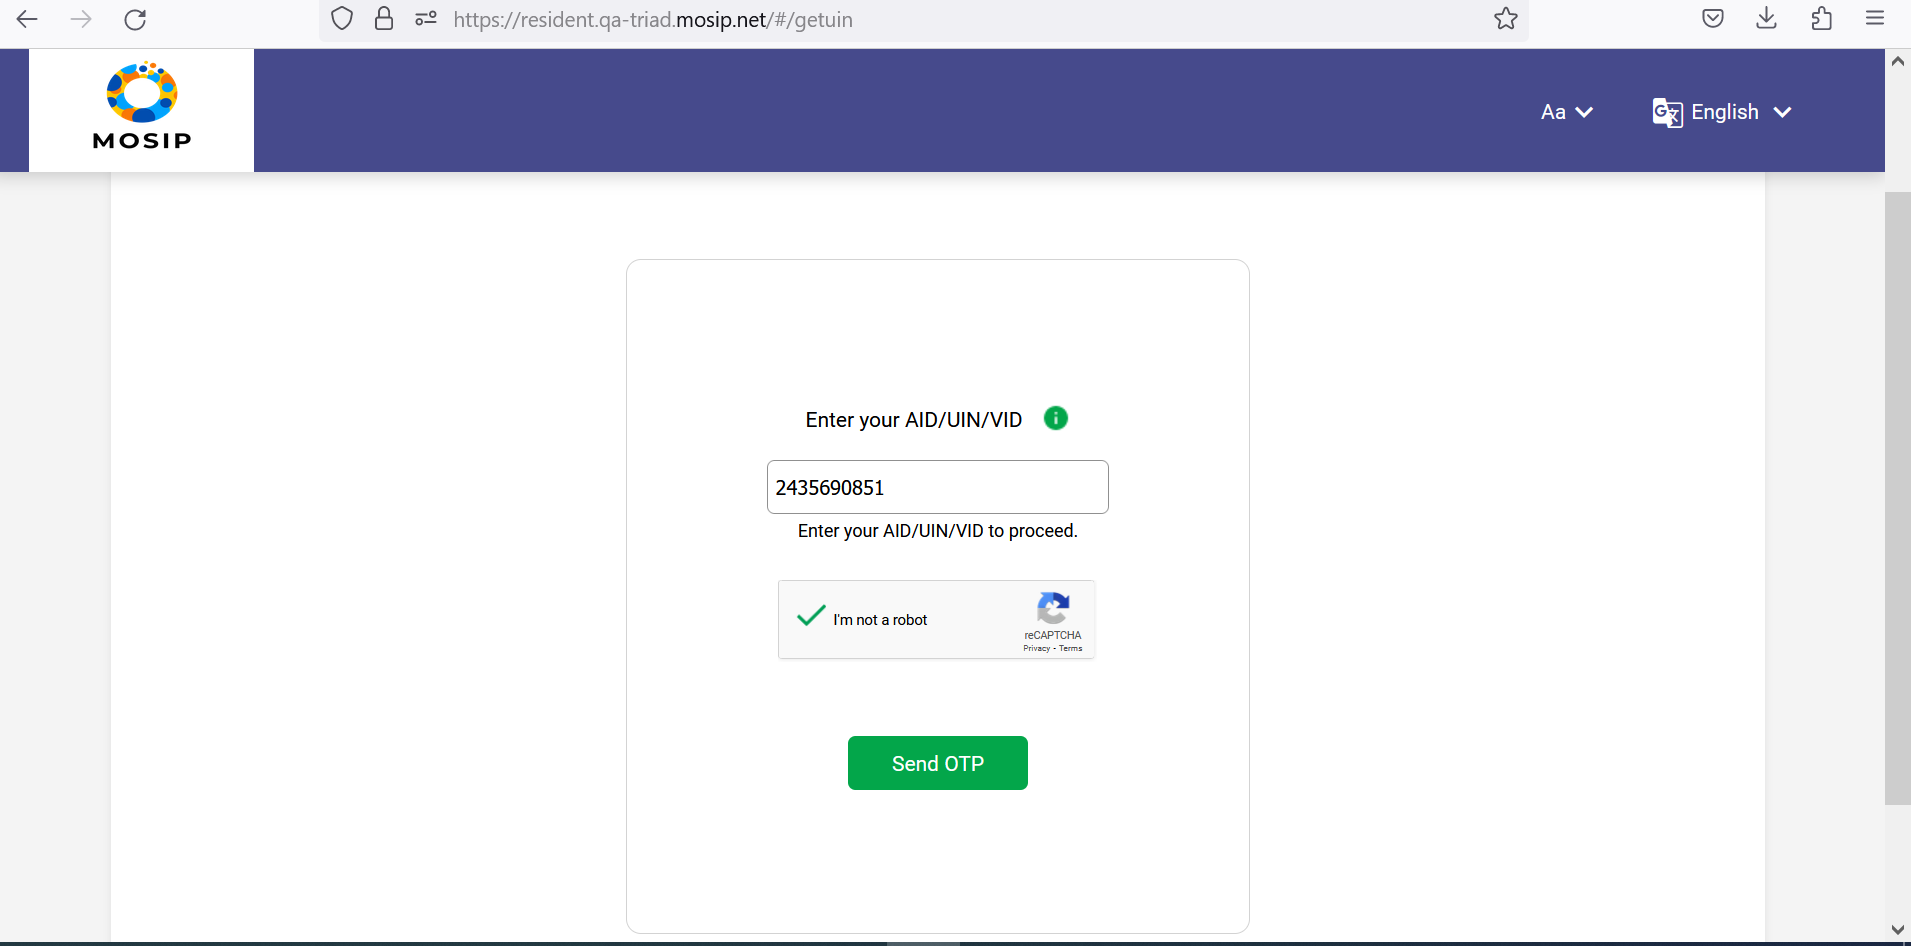 https://resident.qa-triad.mosip.net/#/getuin
MOSIP
Aa
English
Enter your AID/UIN/VID
2435690851
Enter your AID/UIN/VID to proceed.
I'm not a robot
reCAPTCHA
Privacy - Terms
Send OTP